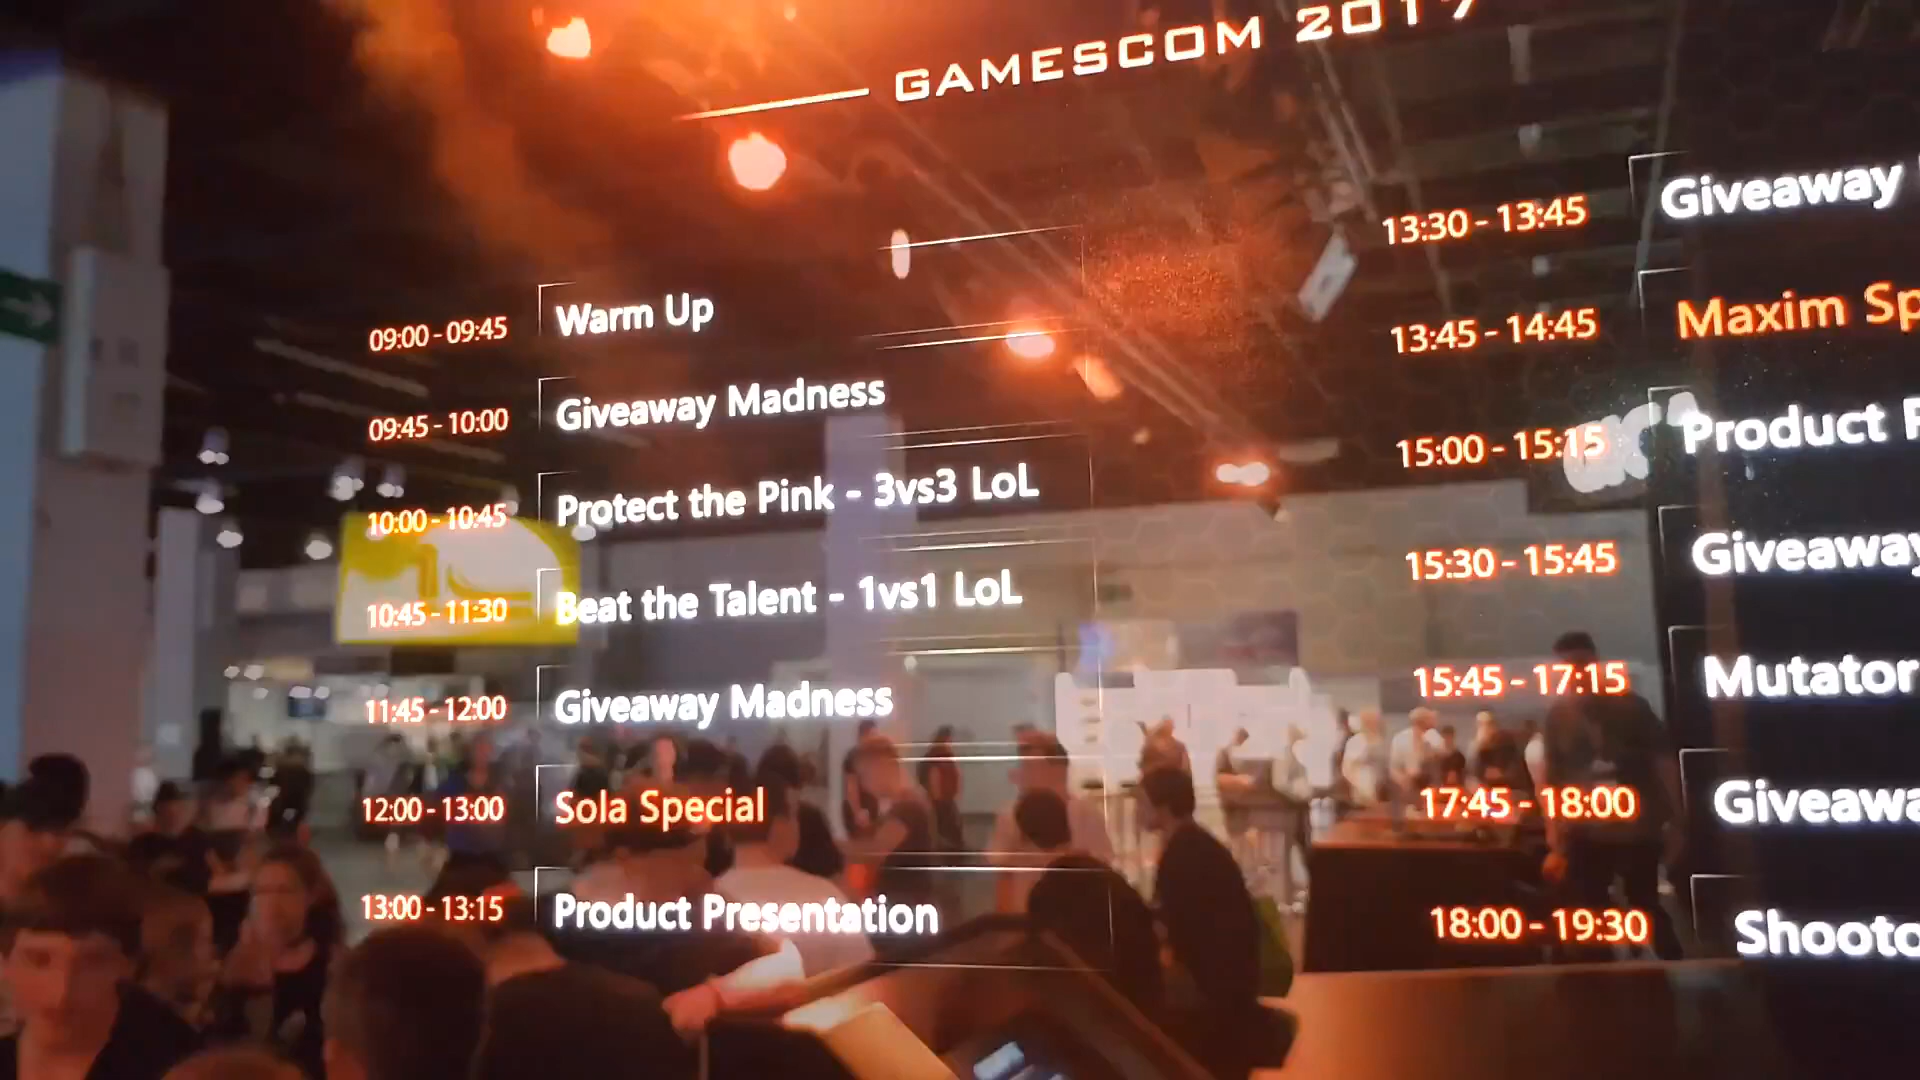 GAMESCOM 2019
09:00 - 09:45 Warm Up
09:45 - 10:00 Giveaway Madness
10:00 - 10:45 Protect the Pink - 3vs3 LoL
10:45 - 11:30 Beat the Talent - 1vs1 LoL
11:45 - 12:00 Giveaway Madness
12:00 - 13:00 Sola Special
13:00 - 13:15 Product Presentation
13:30 - 13:45 Giveaway
13:45 - 14:45 Maxim Sp
15:00 - 15:15 Product P
15:30 - 15:45 Giveaway
15:45 - 17:15 Mutator
17:45 - 18:00 Giveawa
18:00 - 19:30 Shooto